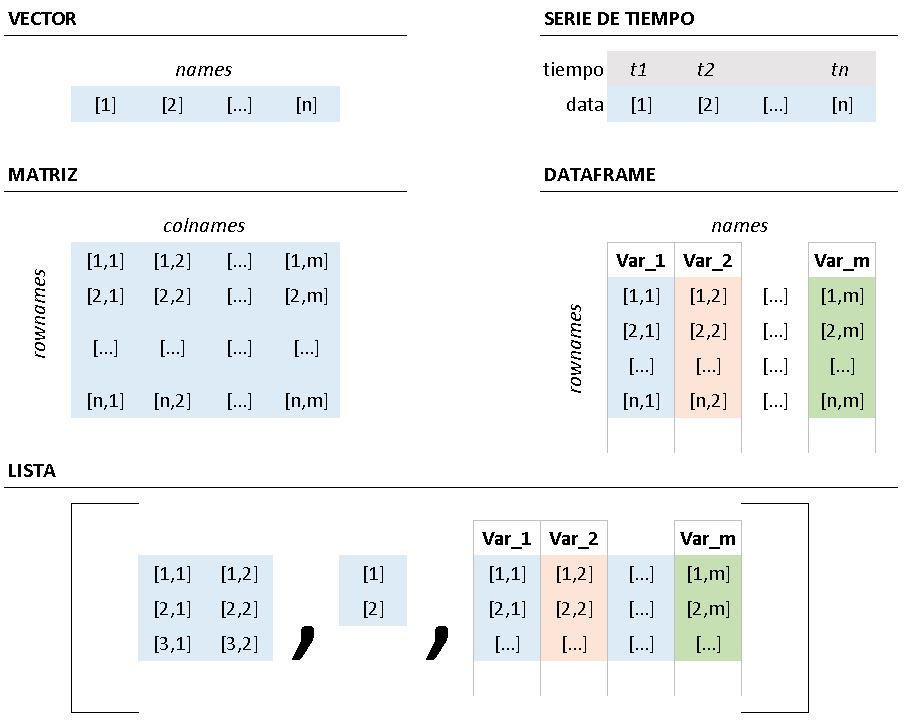 VECTOR
names
[1] [2] [...] [n]
SERIE DE TIEMPO
tiempo t1 t2 tn
data [1] [2] [...] [n]
MATRIZ
colnames
rownames
[1,1] [1,2] [...] [1,m]
[2,1] [2,2] [...] [2,m]
[...] [...] [...] [...]
[n,1] [n,2] [...] [n,m]
DATAFRAME
names
rownames
Var_1 Var_2 Var_m
[1,1] [1,2] [...] [1,m]
[2,1] [2,2] [...] [2,m]
[...] [...] [...] [...]
[n,1] [n,2] [...] [n,m]
LISTA
[1,1] [1,2]
[2,1] [2,2]
[3,1] [3,2]
,
[1]
[2]
,
Var_1 Var_2 Var_m
[1,1] [1,2] [...] [1,m]
[2,1] [2,2] [...] [2,m]
[...] [...] [...] [...]